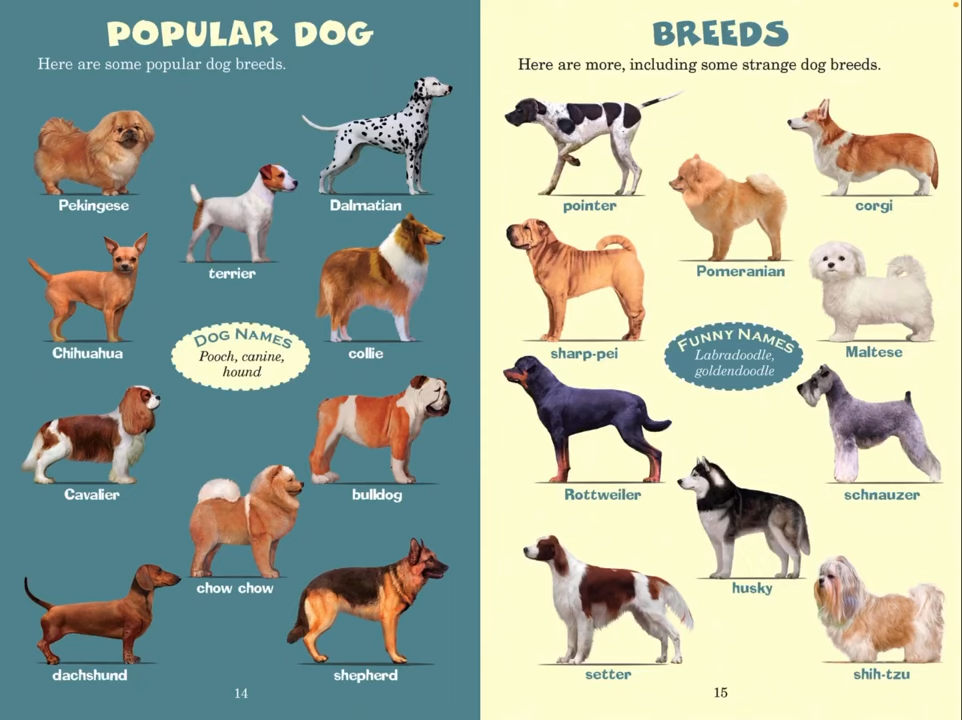 POPULAR DOG
Here are some popular dog breeds.
Pekingese
Dalmatian
terrier
Chihuahua
collie
DOG NAMES
Pooch, canine,
hound
Cavalier
bulldog
chow chow
dachshund
shepherd
14
BREEDS
Here are more, including some strange dog breeds.
pointer
corgi
Pomeranian
sharp-pei
Maltese
FUNNY NAMES
Labradoodle,
goldendoodle
Rottweiler
schnauzer
husky
setter
shih-tzu
15